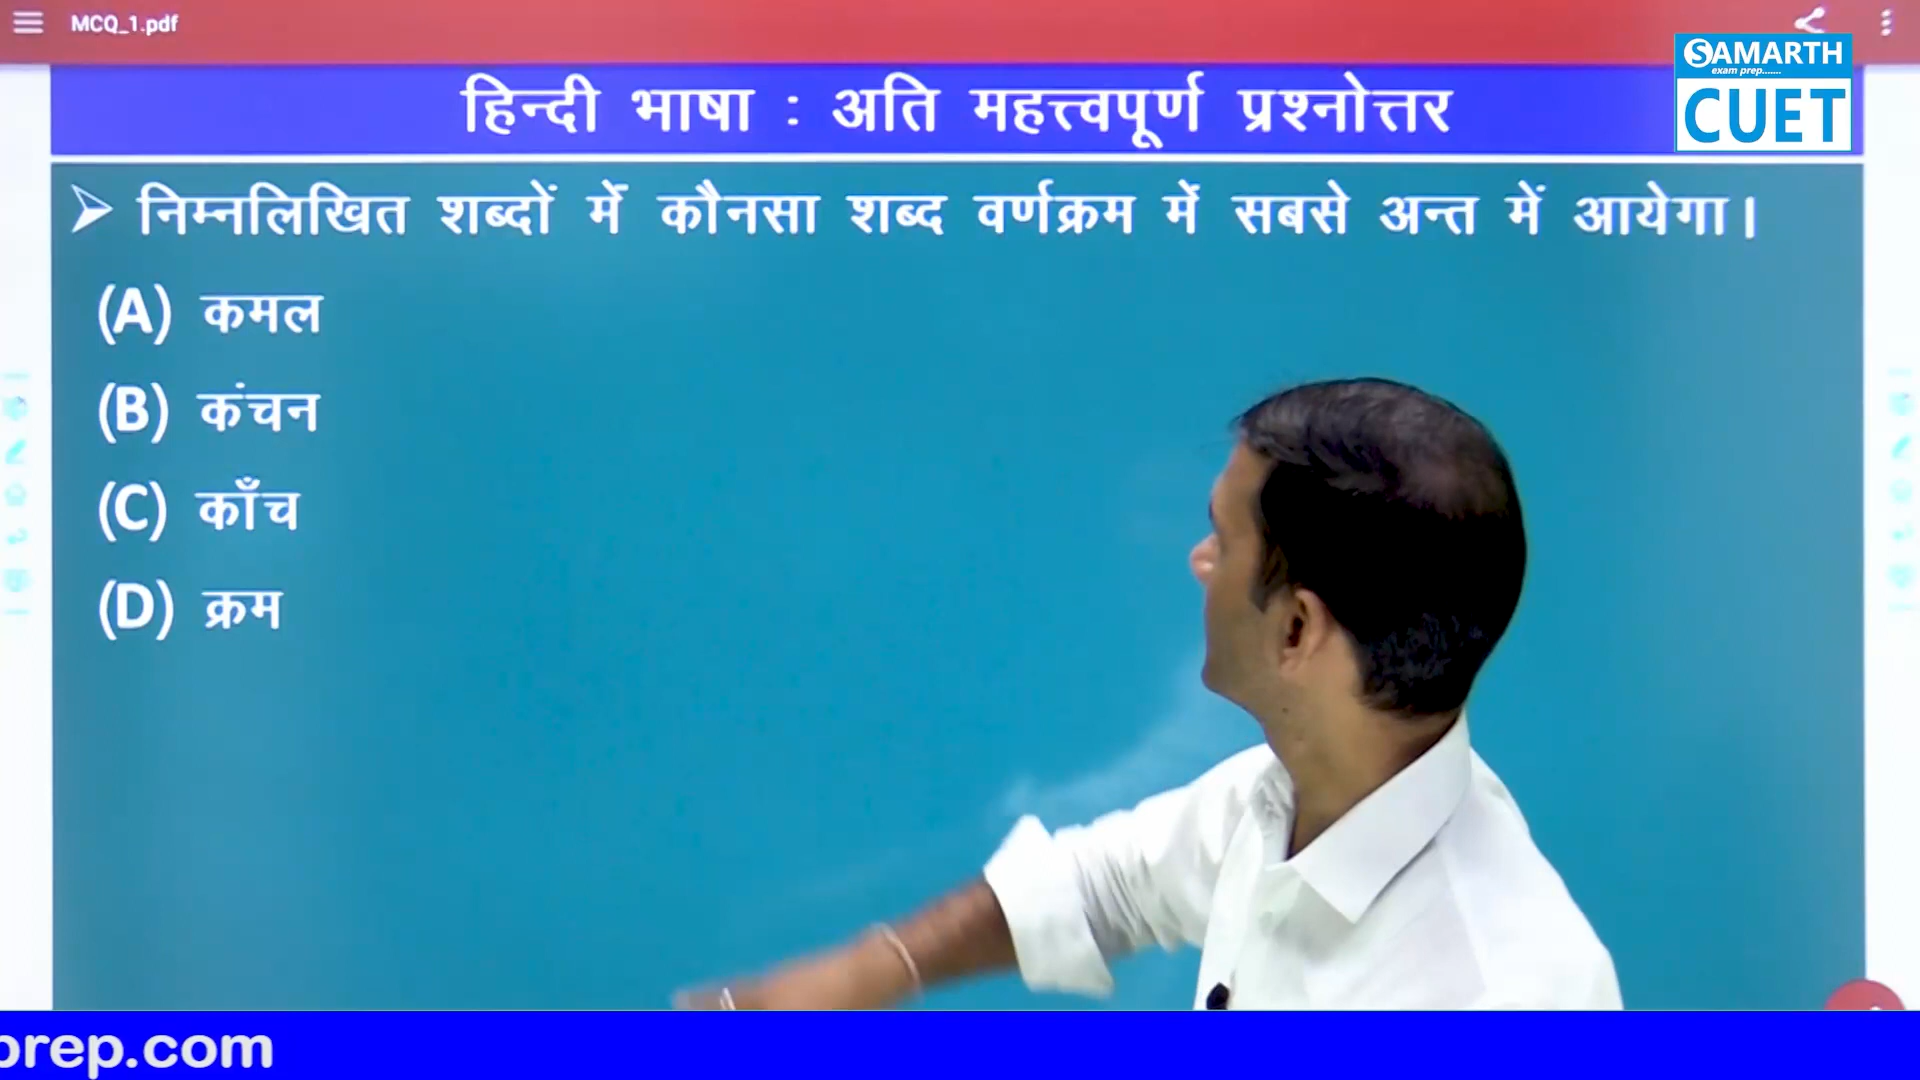 MCQ_1.pdf
SAMARTH
exam prep.......
CUET
हिन्दी भाषा : अति महत्त्वपूर्ण प्रश्नोत्तर
निम्नलिखित शब्दों में कौनसा शब्द वर्णक्रम में सबसे अन्त में आयेगा।
(A) कमल
(B) कंचन
(C) काँच
(D) क्रम
prep.com